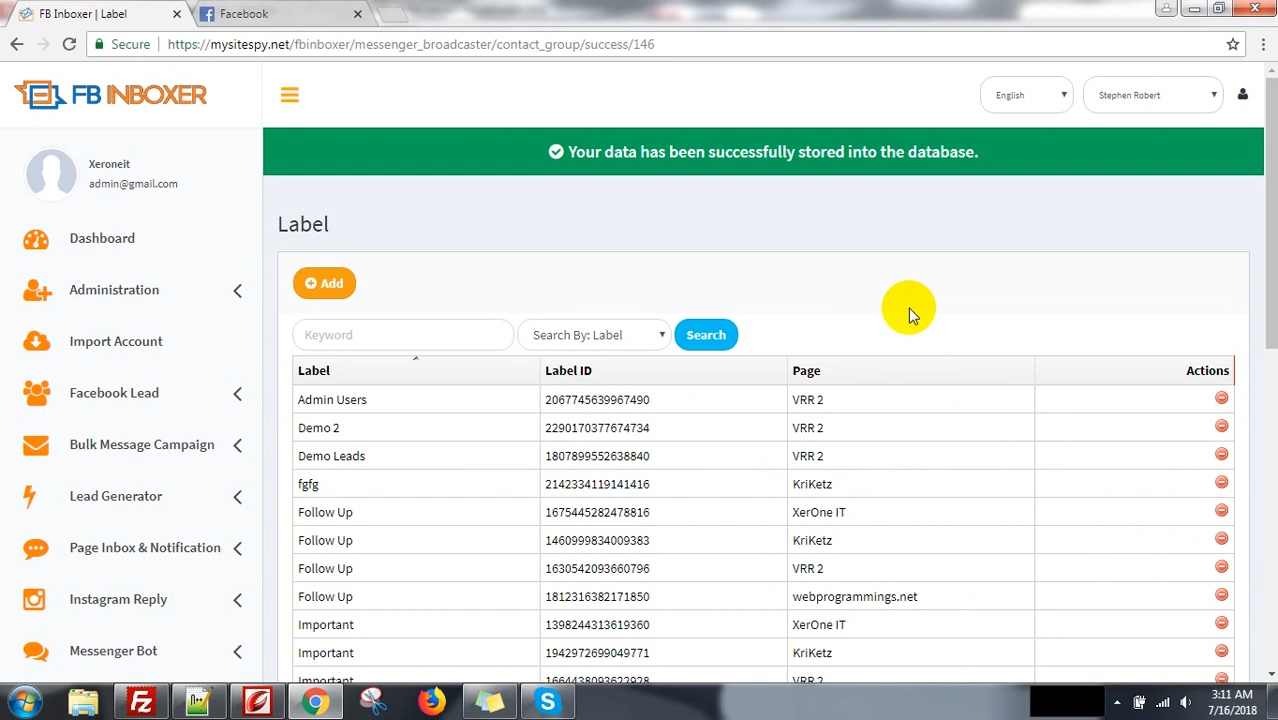 FB Inboxer | Label
Facebook
Secure
https://mysitespy.net/fbinboxer/messenger_broadcaster/contact_group/success/146
FB INBOXER
English
Stephen Robert
Xeroneit
admin@gmail.com
Your data has been successfully stored into the database.
Dashboard
Administration
Import Account
Facebook Lead
Bulk Message Campaign
Lead Generator
Page Inbox & Notification
Instagram Reply
Messenger Bot
Label
Add
Keyword
Search By: Label
Search
Label Label ID Page Actions
Admin Users 2067745639967490 VRR 2
Demo 2 2290170377674734 VRR 2
Demo Leads 1807899552638840 VRR 2
fgfg 2142334119141416 KriKetz
Follow Up 1675445282478816 XerOne IT
Follow Up 1460999834009383 KriKetz
Follow Up 1630542093660796 VRR 2
Follow Up 1812316382171850 webprogrammings.net
Important 1398244313619360 XerOne IT
Important 1942972699049771 KriKetz
Important 1664438093622928 VRR 2
3:11 AM
7/16/2018